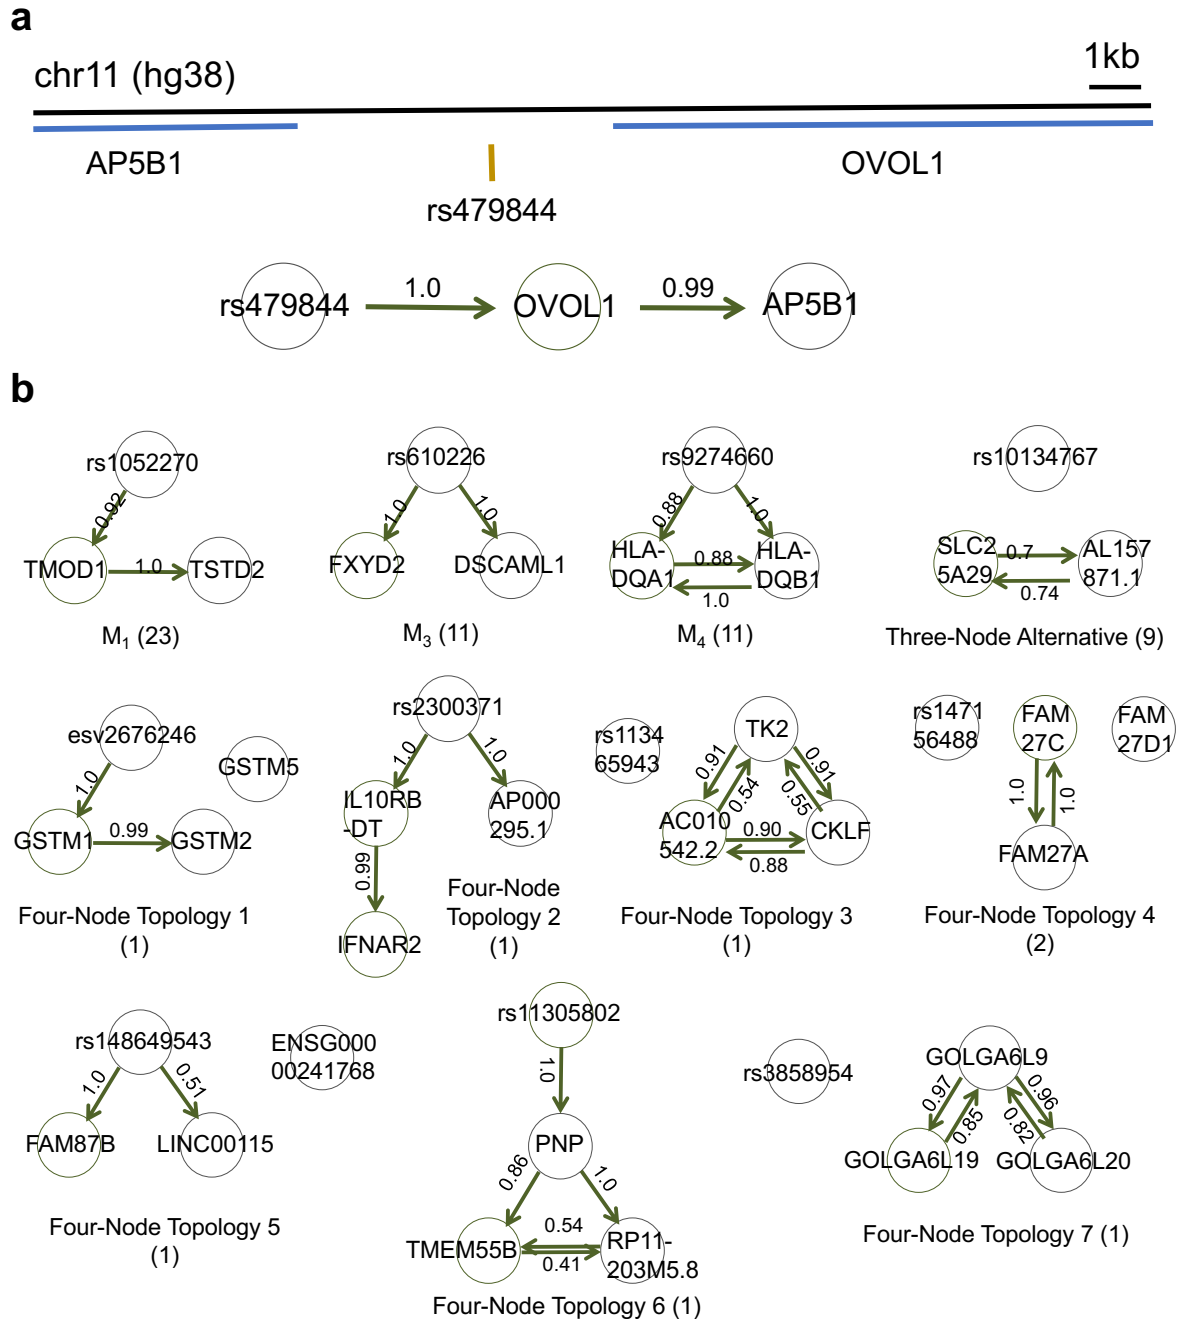 a
chr11 (hg38)
1kb
AP5B1
OVOL1
rs479844
rs479844
1.0
OVOL1
0.99
AP5B1
b
rs1052270
0.92
TMOD1
1.0
TSTD2
M1 (23)
rs610226
1.0
1.0
FXYD2
DSCAML1
M3 (11)
rs9274660
0.88
1.0
HLA-
DQA1
0.88
1.0
HLA-
DQB1
M4 (11)
rs10134767
SLC2
5A29
0.7
0.74
AL157
871.1
Three-Node Alternative (9)
esv2676246
GSTM5
1.0
GSTM1
0.99
GSTM2
Four-Node Topology 1
(1)
rs2300371
1.0
1.0
IL10RB
-DT
AP000
295.1
0.99
IFNAR2
Four-Node
Topology 2
(1)
rs1134
65943
TK2
0.91
0.54
0.91
0.55
AC010
542.2
0.90
0.88
CKLF
Four-Node Topology 3
(1)
rs1471
56488
FAM
27C
FAM
27D1
1.0
1.0
FAM27A
Four-Node Topology 4
(2)
rs148649543
ENSG000
00241768
1.0
0.51
FAM87B
LINC00115
Four-Node Topology 5
(1)
rs11305802
1.0
PNP
0.86
1.0
TMEM55B
0.54
0.41
RP11-
203M5.8
Four-Node Topology 6 (1)
rs3858954
GOLGA6L9
0.97
0.85
0.96
0.82
GOLGA6L19
GOLGA6L20
Four-Node Topology 7 (1)